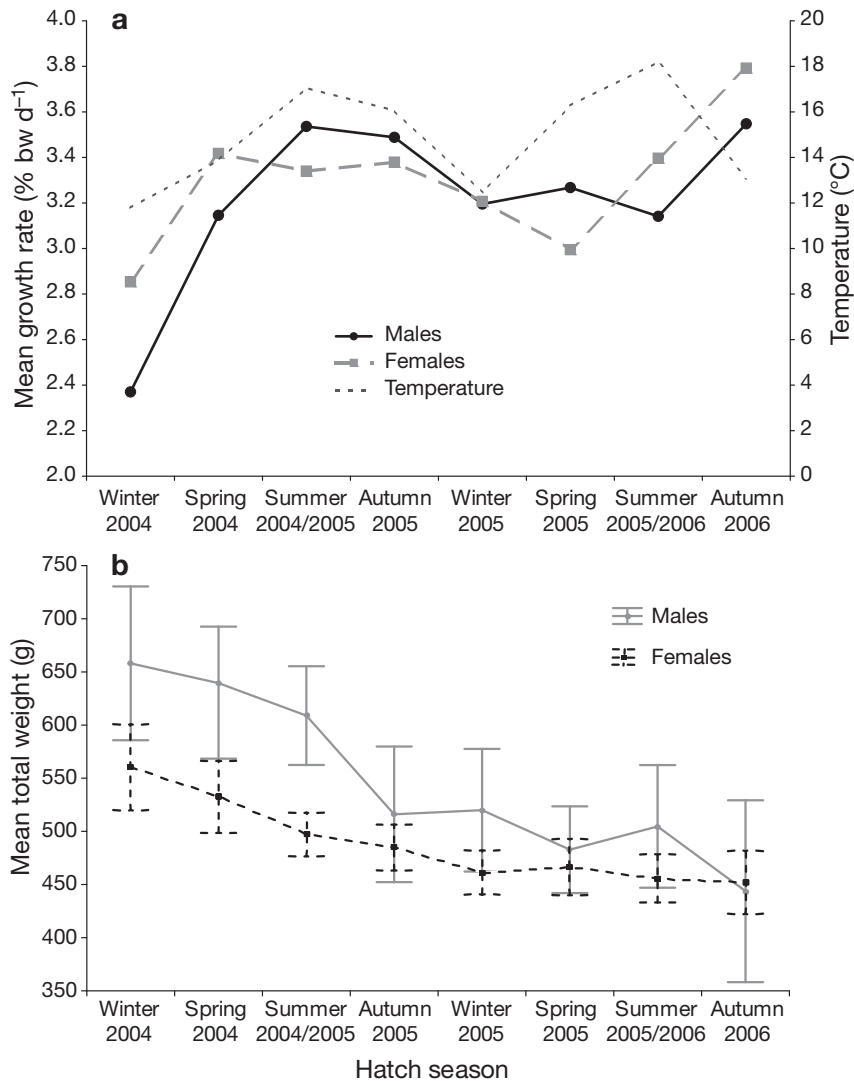 a
Mean growth rate (% bw d⁻¹)
4.0
3.8
3.6
3.4
3.2
3.0
2.8
2.6
2.4
2.2
2.0
20
18
16
14
12
10
8
6
4
2
0
Temperature (°C)
Males
Females
Temperature
Winter Spring Summer Autumn Winter Spring Summer Autumn
2004 2004 2004/2005 2005 2005 2005 2005/2006 2006
b
Mean total weight (g)
750
700
650
600
550
500
450
400
350
Males
Females
Winter Spring Summer Autumn Winter Spring Summer Autumn
2004 2004 2004/2005 2005 2005 2005 2005/2006 2006
Hatch season